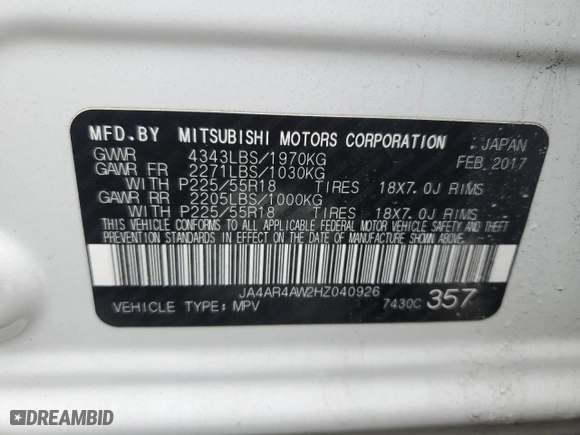 MFD.BY MITSUBISHI MOTORS CORPORATION JAPAN
GVWR 4343LBS/1970KG FEB 2017
GAWR FR 2271LBS/1030KG
WITH P225/55R18 TIRES 18X7.0J RIMS
GAWR RR 2205LBS/1000KG
WITH P225/55R18 TIRES 18X7.0J RIMS
THIS VEHICLE CONFORMS TO ALL APPLICABLE FEDERAL MOTOR VEHICLE SAFETY AND THEFT
PREVENTION STANDARDS IN EFFECT ON THE DATE OF MANUFACTURE SHOWN ABOVE.
JA4AR4AW2HZ040926
VEHICLE TYPE: MPV 7430C 357
DREAMBID